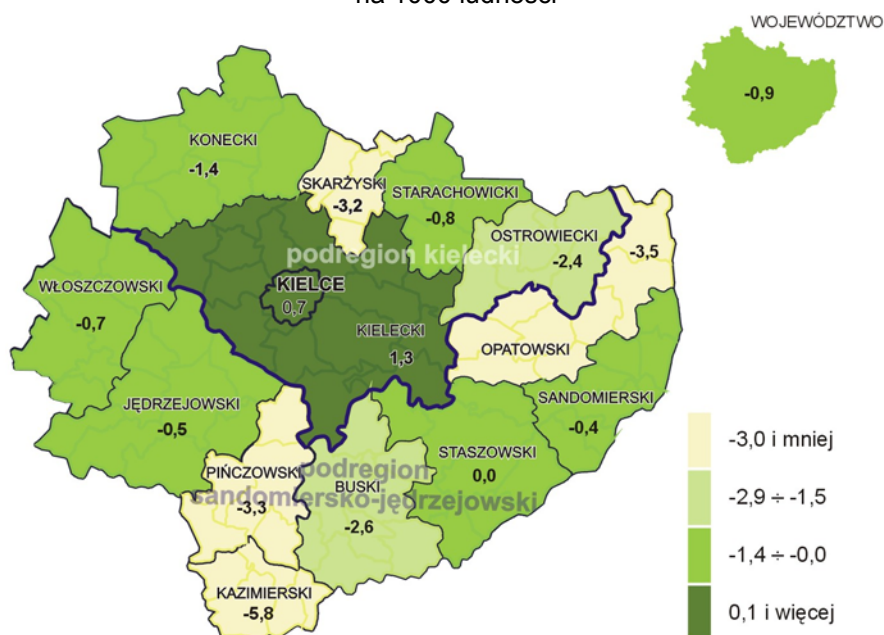 na 1000 ludności
WOJEWÓDZTWO
-0,9
KONECKI
-1,4
SKARŻYSKI
-3,2
STARACHOWICKI
-0,8
OSTROWIECKI
-2,4
-3,5
podregion kielecki
WŁOSZCZOWSKI
-0,7
KIELCE
0,7
KIELECKI
1,3
OPATOWSKI
JĘDRZEJOWSKI
-0,5
SANDOMIERSKI
-0,4
STASZOWSKI
0,0
PIŃCZOWSKI
-3,3
podregion
sandomiersko-jędrzejowski
BUSKI
-2,6
KAZIMIERSKI
-5,8
-3,0 i mniej
-2,9 ÷ -1,5
-1,4 ÷ -0,0
0,1 i więcej